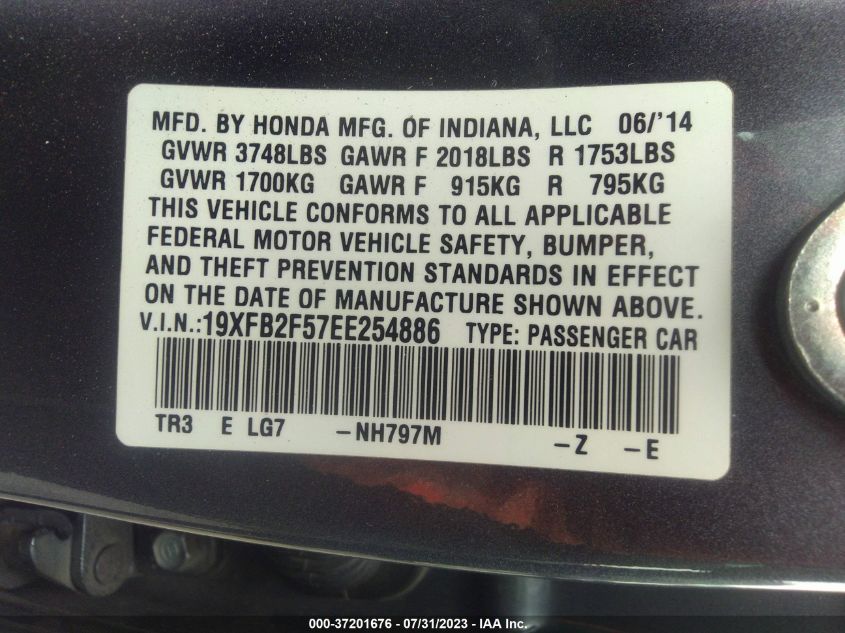 MFD. BY HONDA MFG. OF INDIANA, LLC 06/'14
GVWR 3748LBS GAWR F 2018LBS R 1753LBS
GVWR 1700KG GAWR F 915KG R 795KG
THIS VEHICLE CONFORMS TO ALL APPLICABLE
FEDERAL MOTOR VEHICLE SAFETY, BUMPER,
AND THEFT PREVENTION STANDARDS IN EFFECT
ON THE DATE OF MANUFACTURE SHOWN ABOVE.
V.I.N.:19XFB2F57EE254886 TYPE: PASSENGER CAR
TR3 E LG7 -NH797M -Z -E
000-37201676 - 07/31/2023 - IAA Inc.